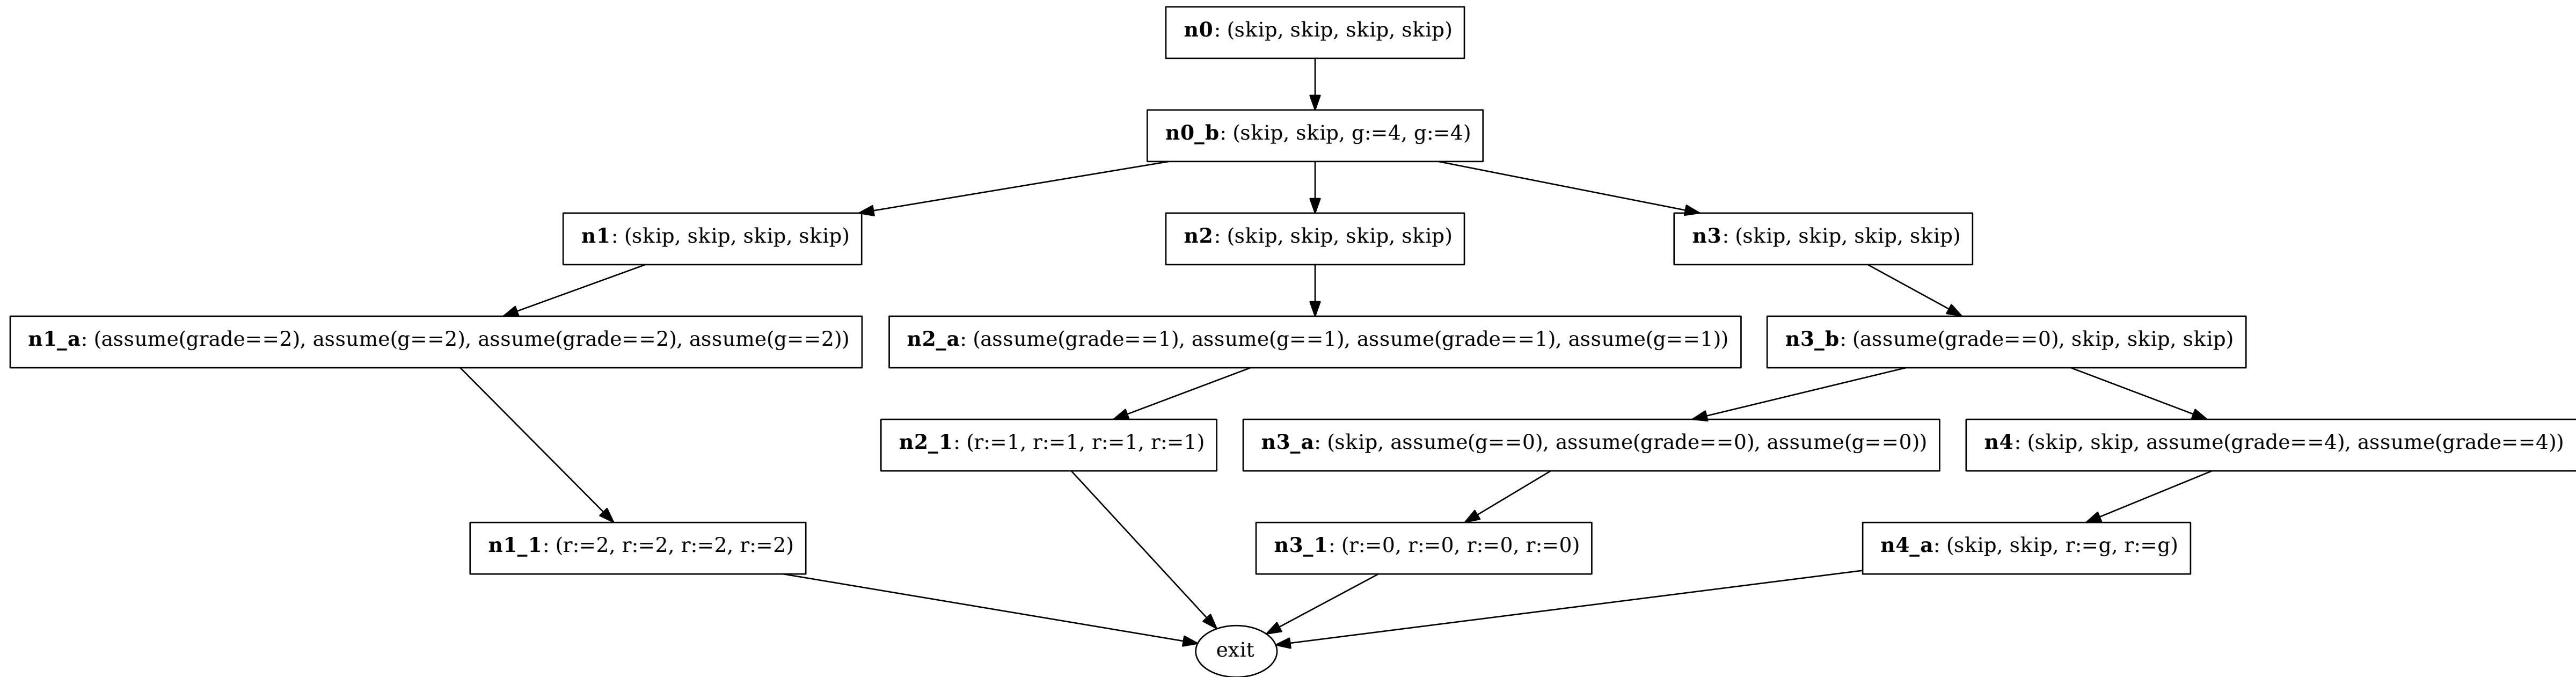 n0: (skip, skip, skip, skip)
n0_b: (skip, skip, g:=4, g:=4)
n1: (skip, skip, skip, skip)
n2: (skip, skip, skip, skip)
n3: (skip, skip, skip, skip)
n1_a: (assume(grade==2), assume(g==2), assume(grade==2), assume(g==2))
n2_a: (assume(grade==1), assume(g==1), assume(grade==1), assume(g==1))
n3_b: (assume(grade==0), skip, skip, skip)
n2_1: (r:=1, r:=1, r:=1, r:=1)
n3_a: (skip, assume(g==0), assume(grade==0), assume(g==0))
n4: (skip, skip, assume(grade==4), assume(grade==4))
n1_1: (r:=2, r:=2, r:=2, r:=2)
n3_1: (r:=0, r:=0, r:=0, r:=0)
n4_a: (skip, skip, r:=g, r:=g)
exit